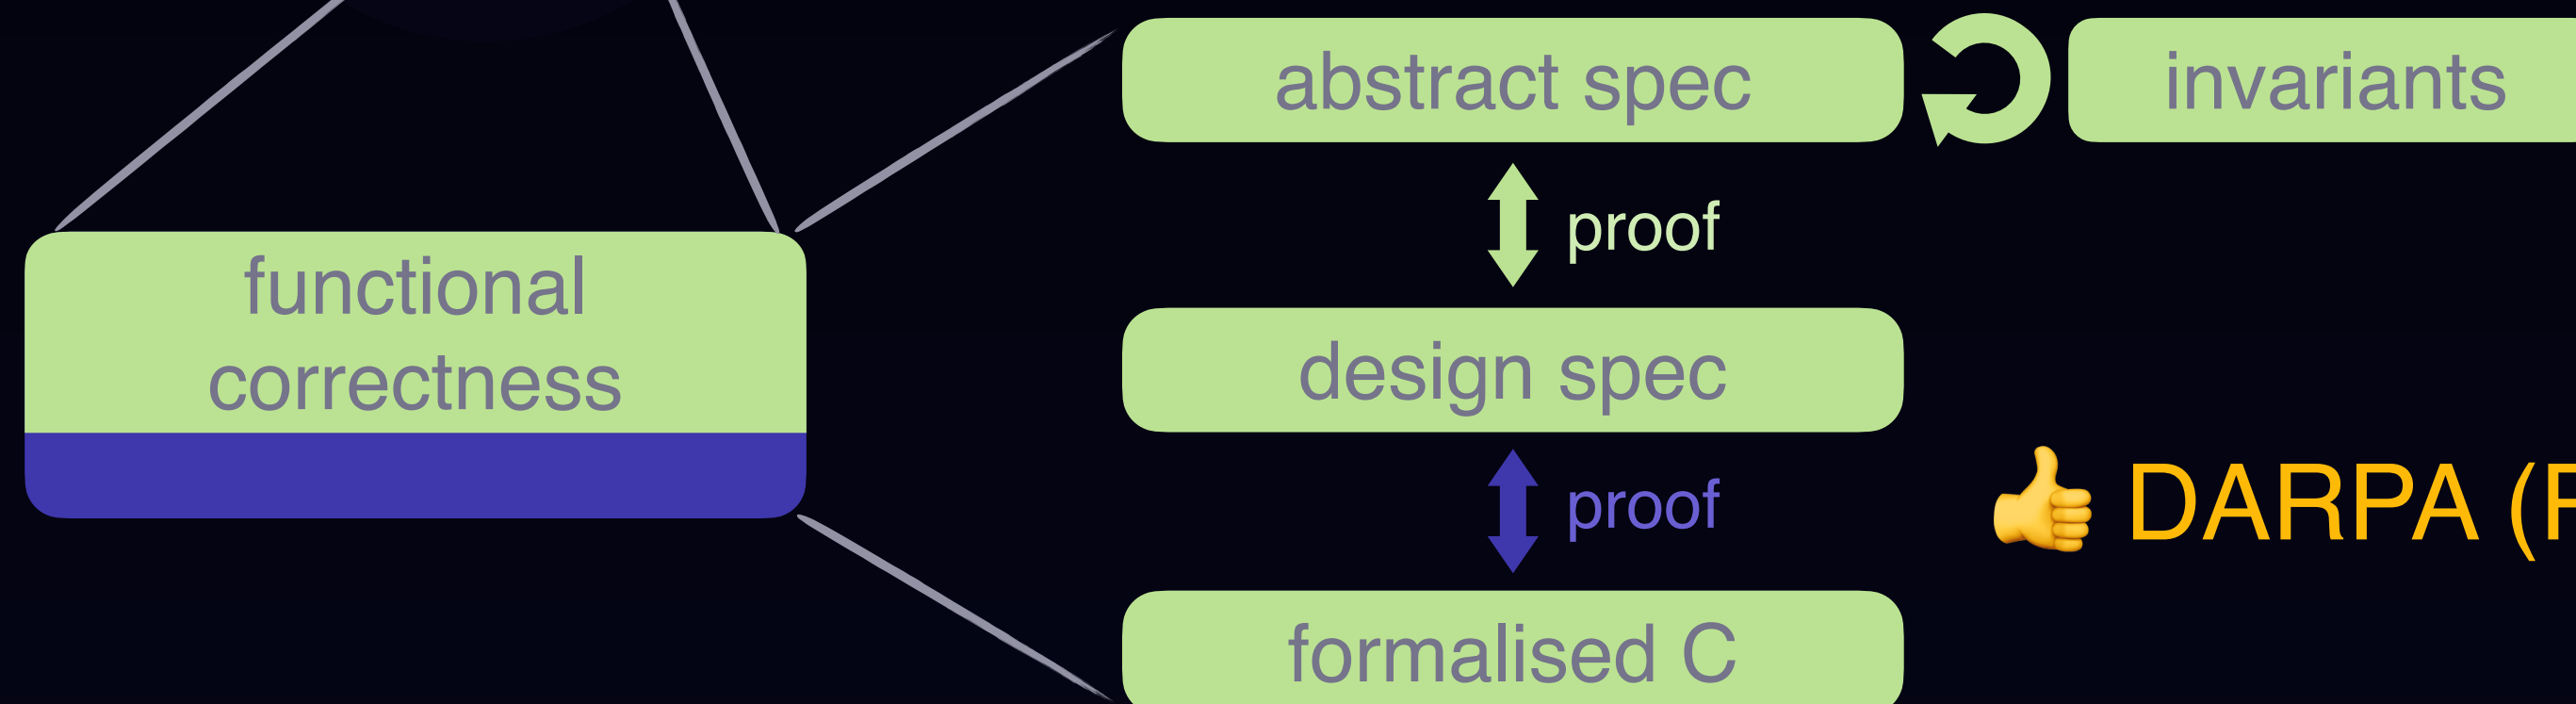 abstract spec
invariants
proof
functional
correctness
design spec
proof
👍 DARPA (
formalised C